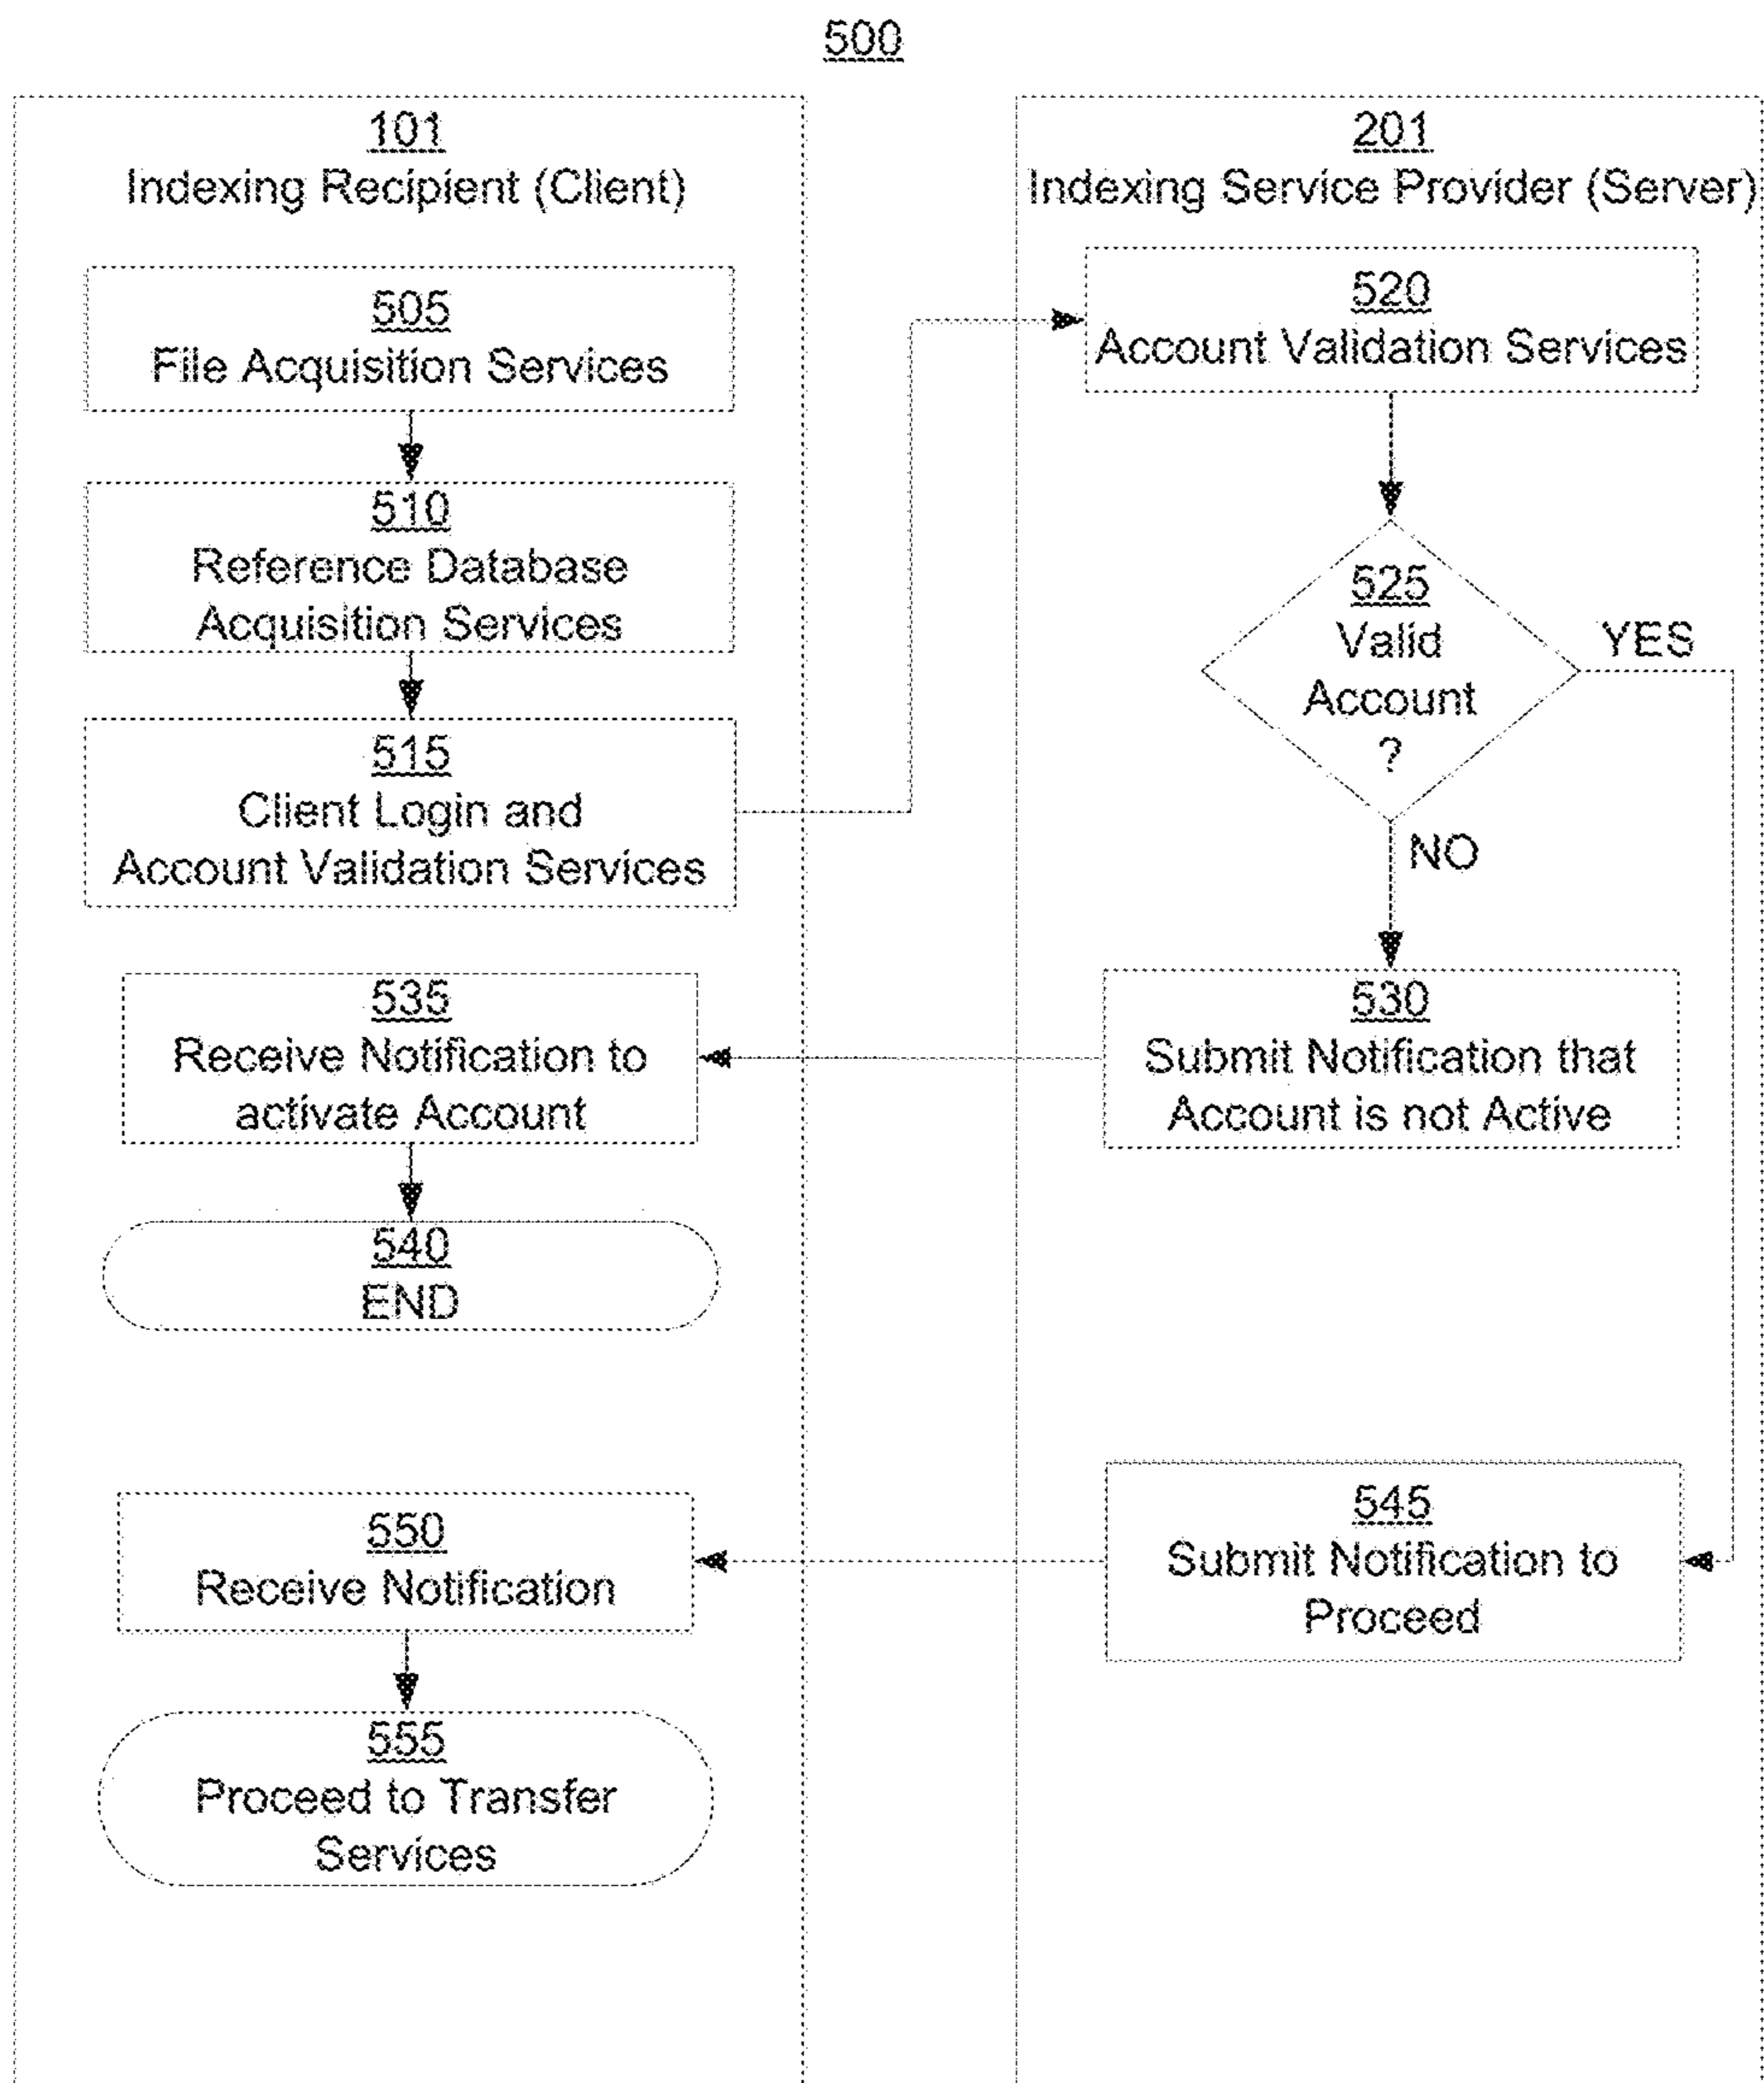 500
101
Indexing Recipient (Client)
505
File Acquisition Services
510
Reference Database
Acquisition Services
515
Client Login and
Account Validation Services
535
Receive Notification to
activate Account
540
END
550
Receive Notification
555
Proceed to Transfer
Services
201
Indexing Service Provider (Server)
520
Account Validation Services
525
Valid
Account
?
YES
NO
530
Submit Notification that
Account is not Active
545
Submit Notification to
Proceed